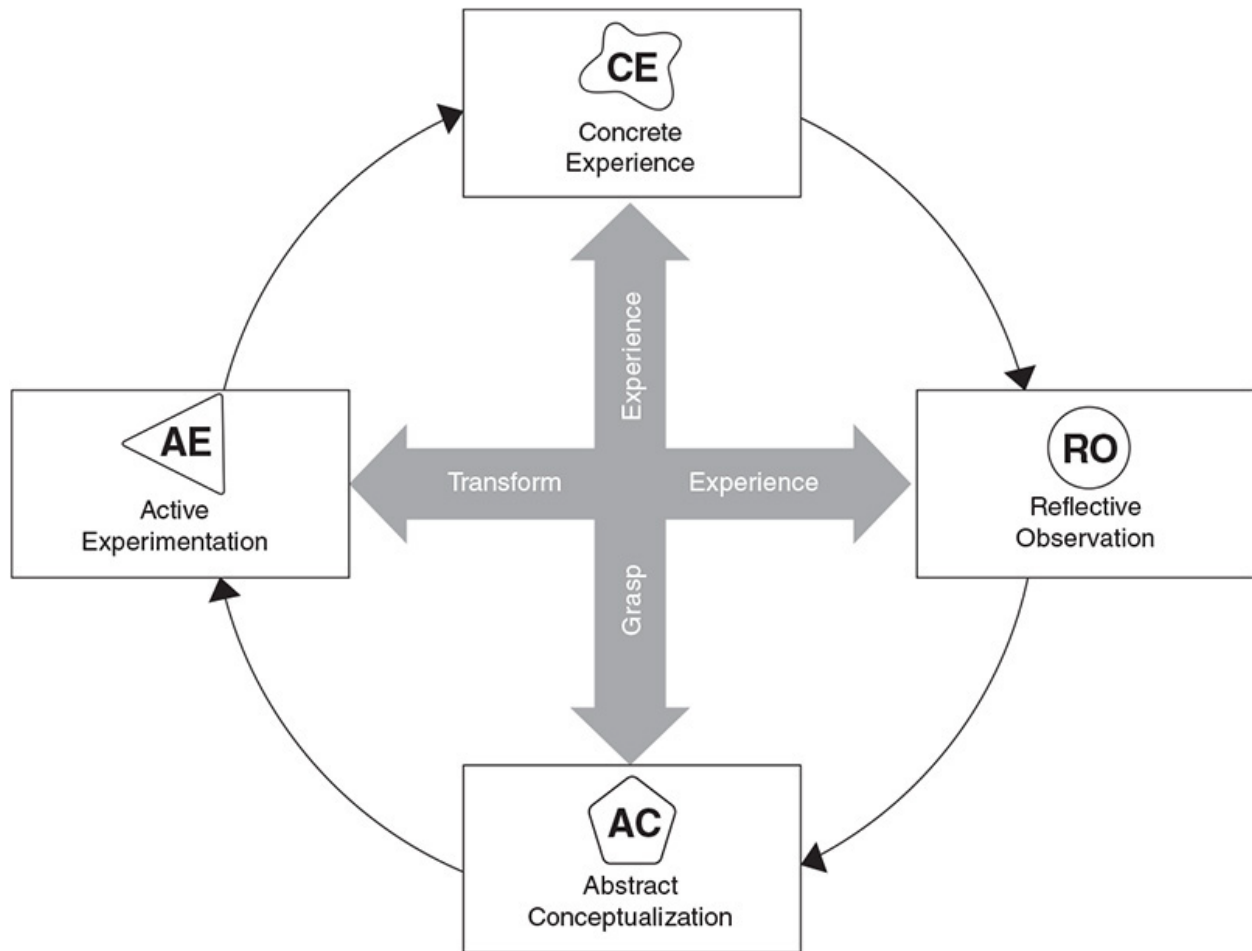 CE
Concrete
Experience
Experience
AE
Active
Experimentation
Transform
Experience
RO
Reflective
Observation
Grasp
AC
Abstract
Conceptualization